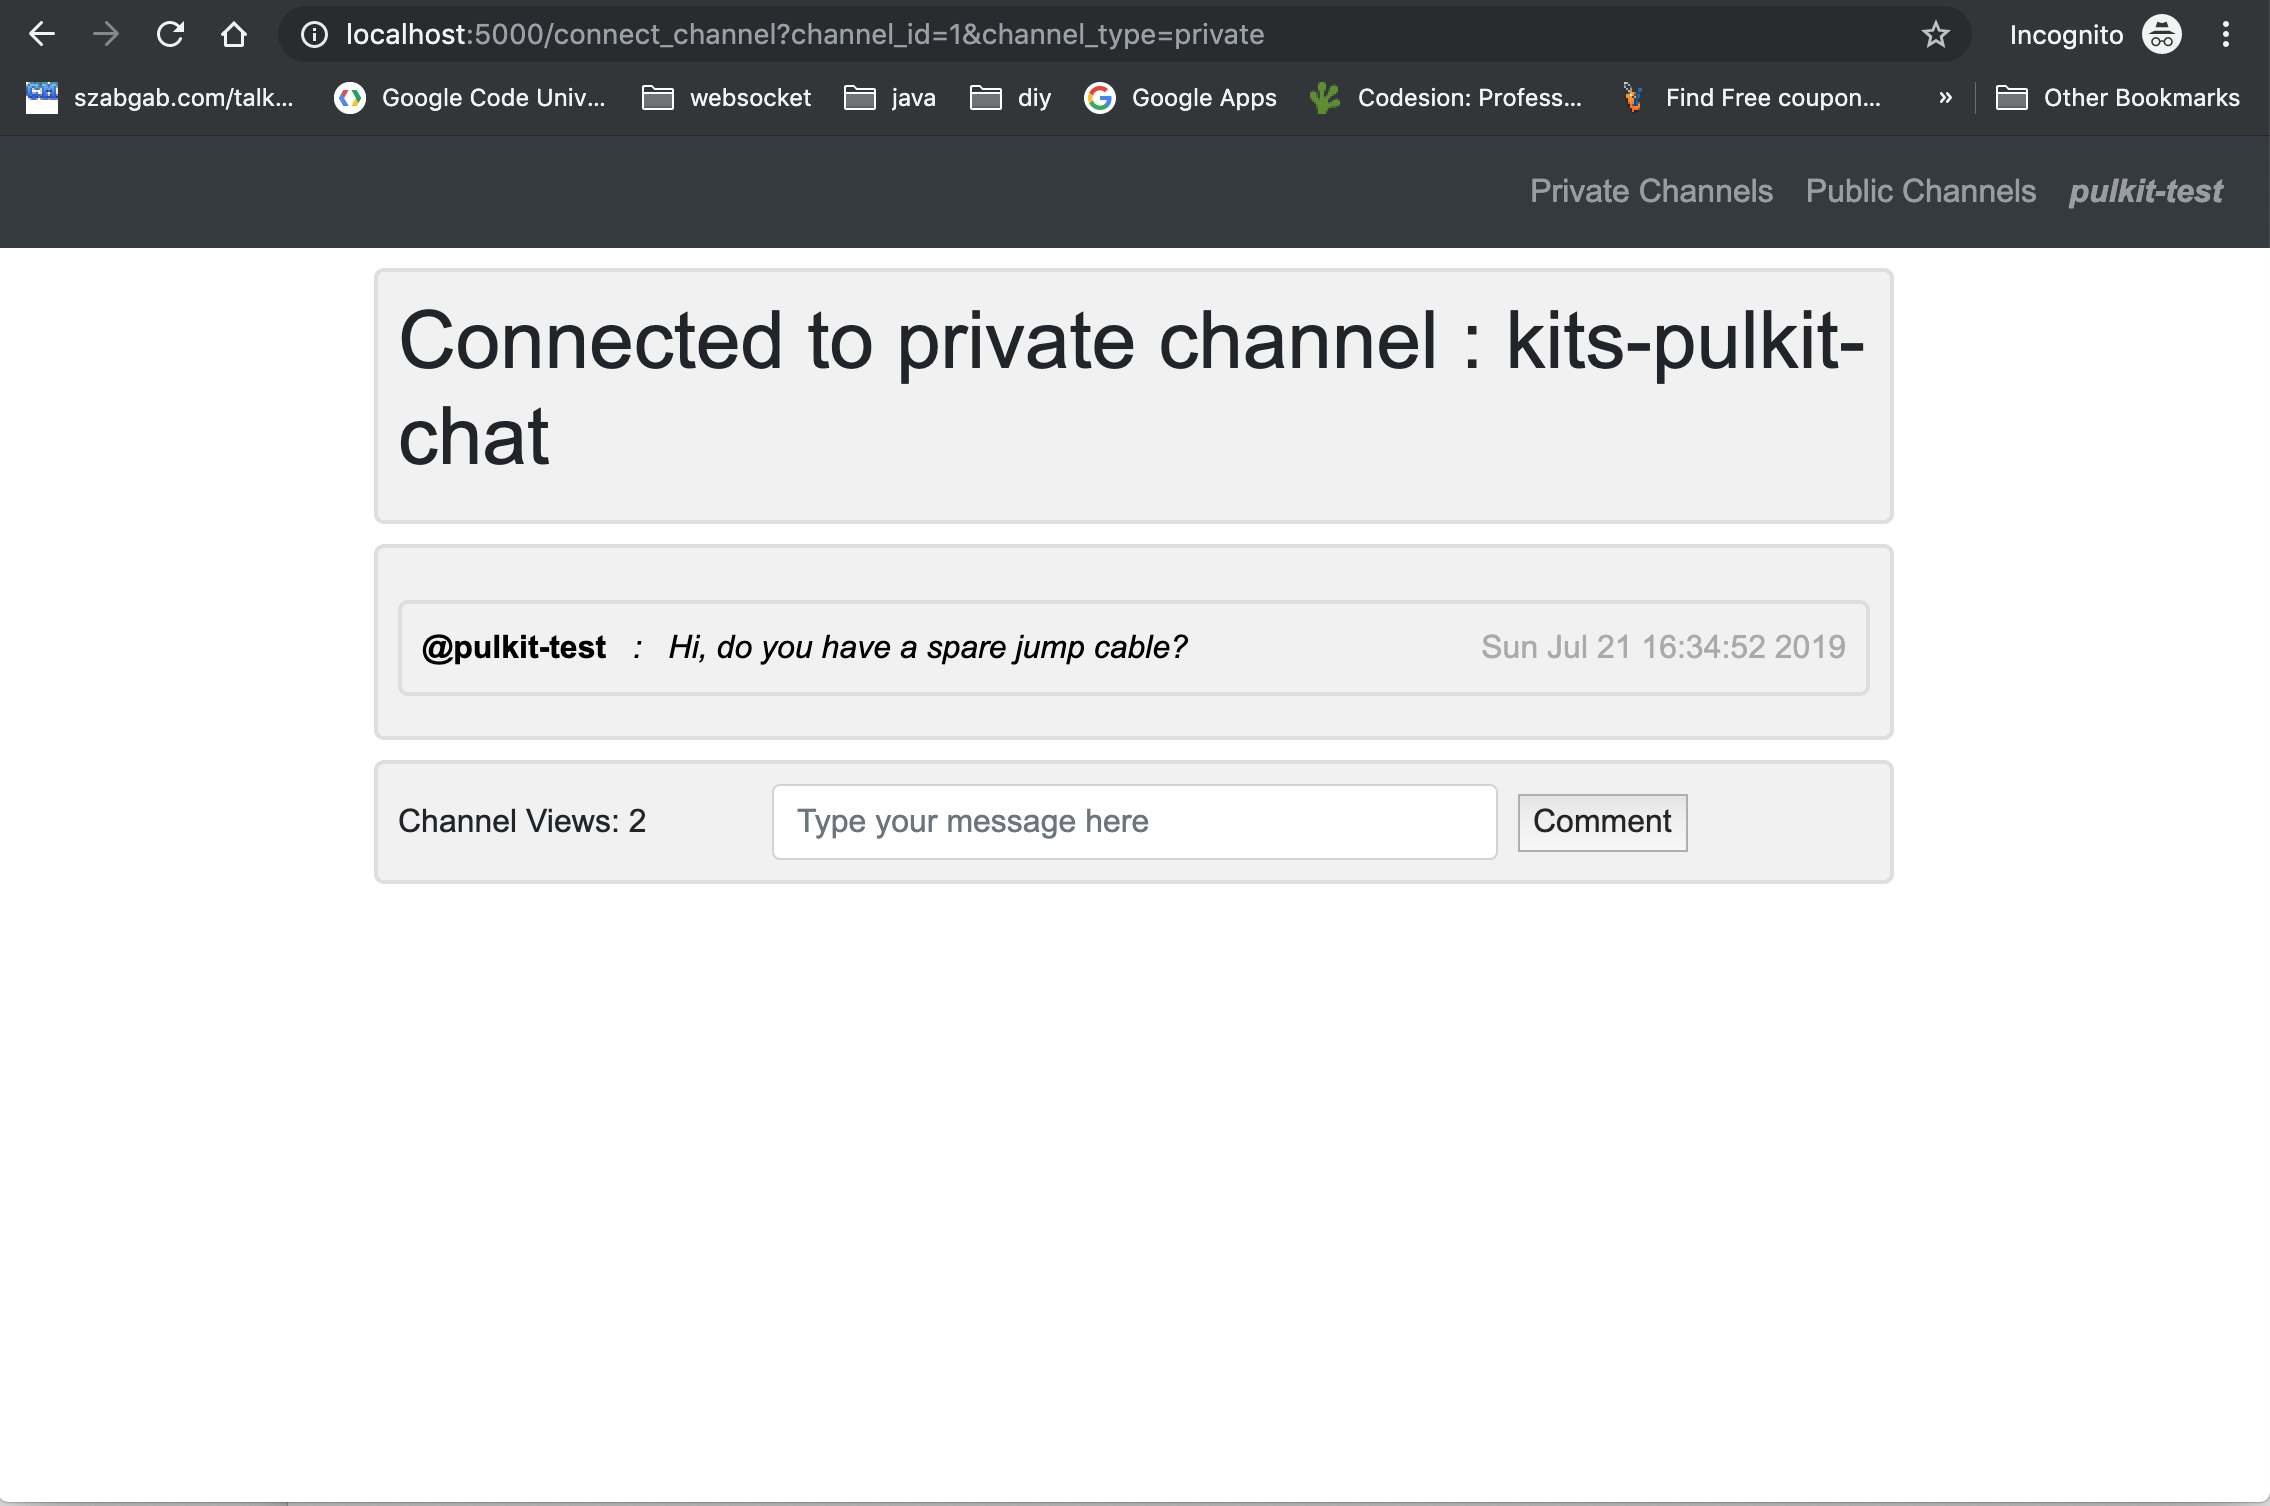 localhost:5000/connect_channel?channel_id=1&channel_type=private
Incognito
szabgab.com/talk...
Google Code Univ...
websocket
java
diy
Google Apps
Codesion: Profess...
Find Free coupon...
»
Other Bookmarks
Private Channels Public Channels pulkit-test
Connected to private channel : kits-pulkit-
chat
@pulkit-test : Hi, do you have a spare jump cable? Sun Jul 21 16:34:52 2019
Channel Views: 2 Type your message here Comment